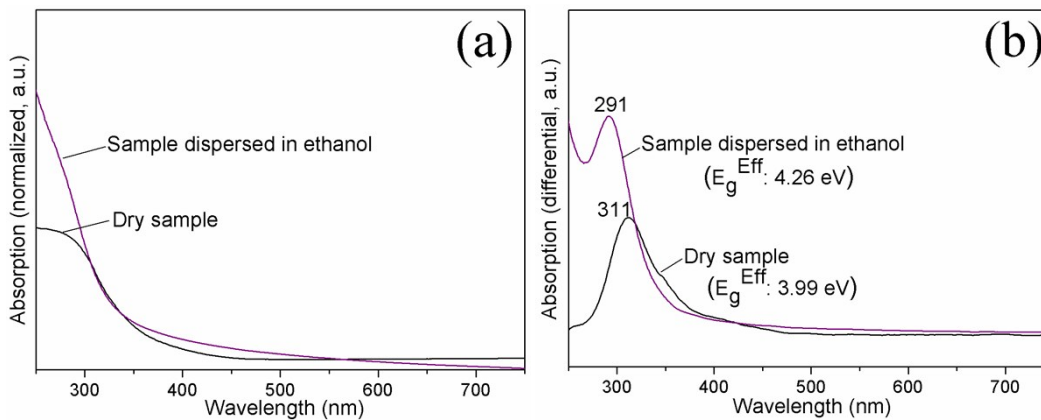 (a)
Absorption (normalized, a.u.)
Sample dispersed in ethanol
Dry sample
300
400
500
600
700
Wavelength (nm)
(b)
Absorption (differential, a.u.)
291
Sample dispersed in ethanol
(Eg^Eff: 4.26 eV)
311
Dry sample
(Eg^Eff: 3.99 eV)
300
400
500
600
700
Wavelength (nm)